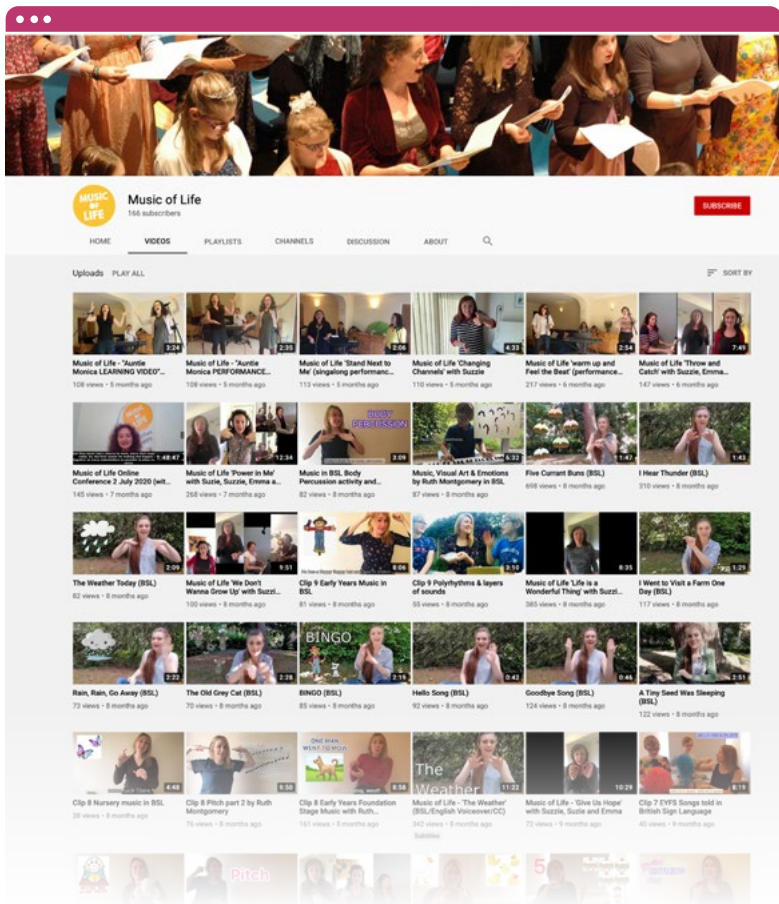 MUSIC
OF
LIFE
Music of Life
166 subscribers
SUBSCRIBE
HOME VIDEOS PLAYLISTS CHANNELS DISCUSSION ABOUT
Uploads PLAY ALL SORT BY
3:24 2:35 2:06 4:33 2:54 7:49
Music of Life - "Auntie Music of Life - "Auntie Music of Life 'Stand Next to Music of Life 'Changing Music of Life 'warm up and Music of Life 'Throw and
Monica LEARNING VIDEO"... Monica PERFORMANCE... Me' (singalong performanc... Channels' with Suzzie Feel the Beat' (performance... Catch' with Suzzie, Emma...
108 views • 5 months ago 108 views • 5 months ago 113 views • 5 months ago 110 views • 5 months ago 217 views • 6 months ago 147 views • 6 months ago
BODY
PERCUSSION
1:48:47 12:34 3:09 6:32 1:47 1:43
Music of Life Online Music of Life 'Power in Me' Music in BSL Body Music, Visual Art & Emotions Five Currant Buns (BSL) I Hear Thunder (BSL)
Conference 2 July 2020 (wit... with Suzie, Suzzie, Emma a... Percussion activity and... by Ruth Montgomery in BSL 698 views • 8 months ago 310 views • 8 months ago
145 views • 7 months ago 268 views • 7 months ago 82 views • 8 months ago 87 views • 8 months ago
2:09 9:51 8:06 3:10 8:35 1:29
The Weather Today (BSL) Music of Life 'We Don't Clip 9 Early Years Music in Clip 9 Polyrhythms & layers Music of Life 'Life is a I Went to Visit a Farm One
82 views • 8 months ago Wanna Grow Up' with Suzzi... BSL of sounds Wonderful Thing' with Suzzi... Day (BSL)
100 views • 8 months ago 81 views • 8 months ago 55 views • 8 months ago 385 views • 8 months ago 117 views • 8 months ago
BINGO
3:22 2:28 2:19 0:42 0:46 2:51
Rain, Rain, Go Away (BSL) The Old Grey Cat (BSL) BINGO (BSL) Hello Song (BSL) Goodbye Song (BSL) A Tiny Seed Was Sleeping
73 views • 8 months ago 70 views • 8 months ago 85 views • 8 months ago 92 views • 8 months ago 124 views • 8 months ago (BSL)
122 views • 8 months ago
ONE MAN
WENT TO MOW
The
Weather
4:48 5:50 8:58 11:22 10:29 8:19
Clip 8 Nursery music in BSL Clip 8 Pitch part 2 by Ruth Clip 8 Early Years Foundation Music of Life - 'The Weather' Music of Life - 'Give Us Hope' Clip 7 EYFS Songs told in
38 views • 8 months ago Montgomery Stage Music with Ruth... (BSL/English Voiceover/CC) with Suzzie, Suzie and Emma British Sign Language
76 views • 8 months ago 161 views • 8 months ago 342 views • 8 months ago 72 views • 9 months ago 40 views • 9 months ago
Subtitles
Pitch 5